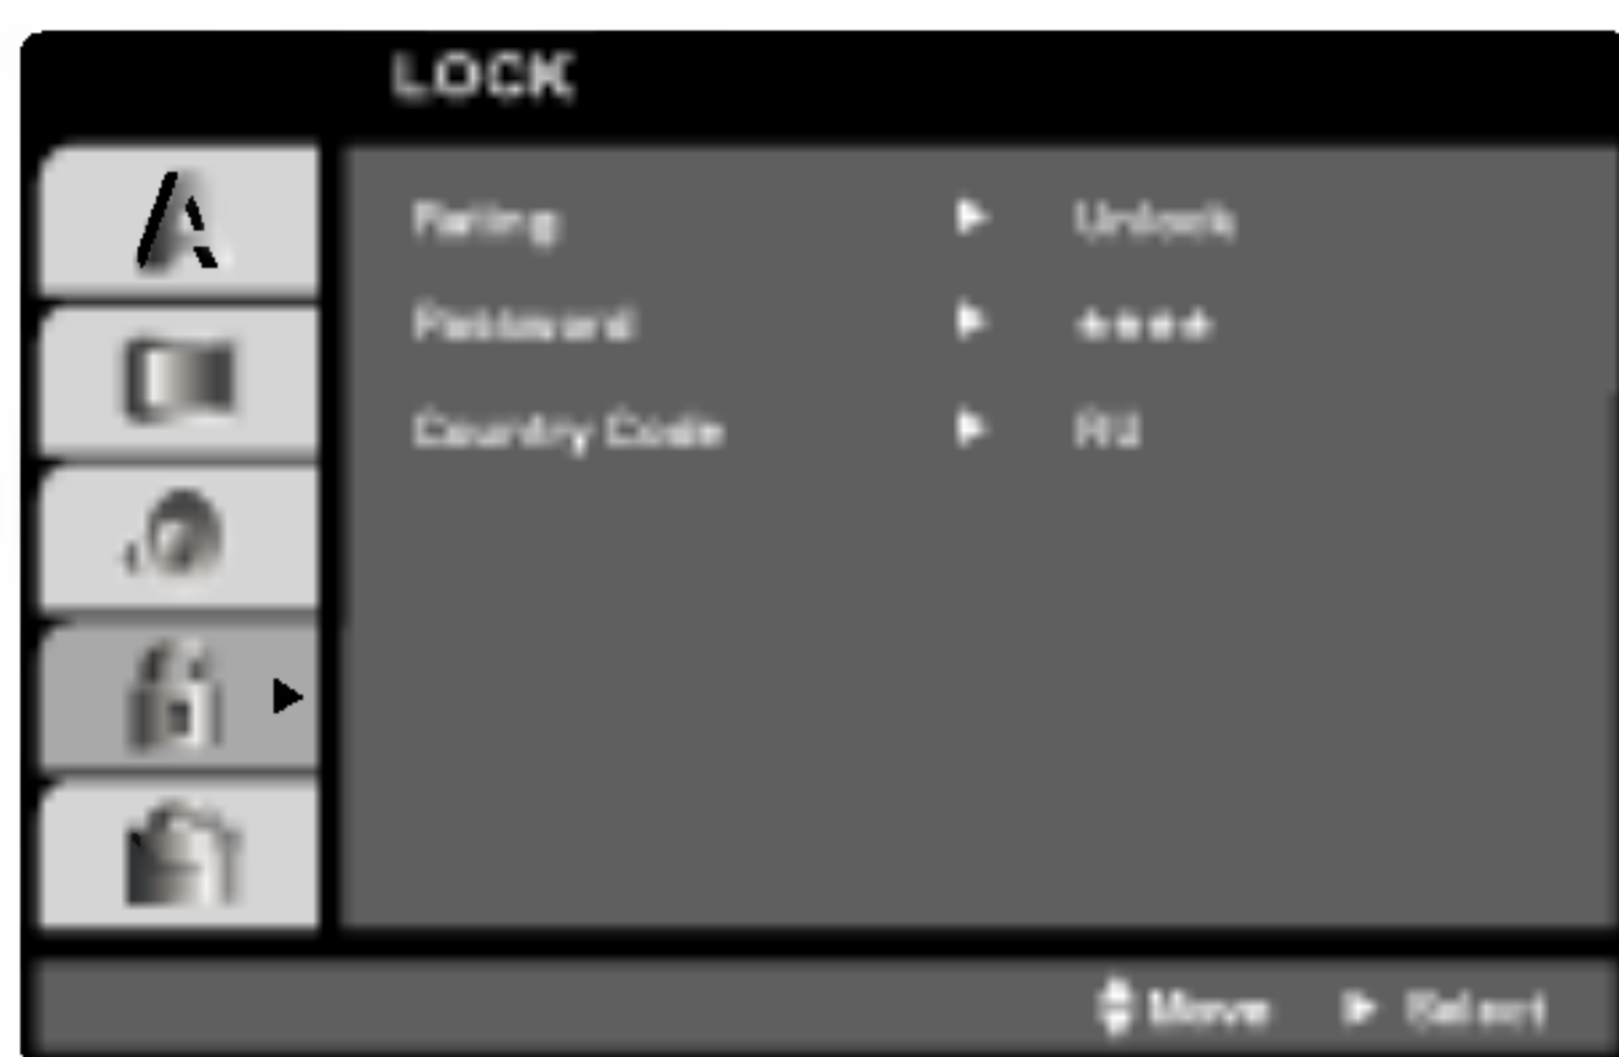 LOCK
Rating ► Unlock
Password ► ****
Country Code ►
Move ► Select